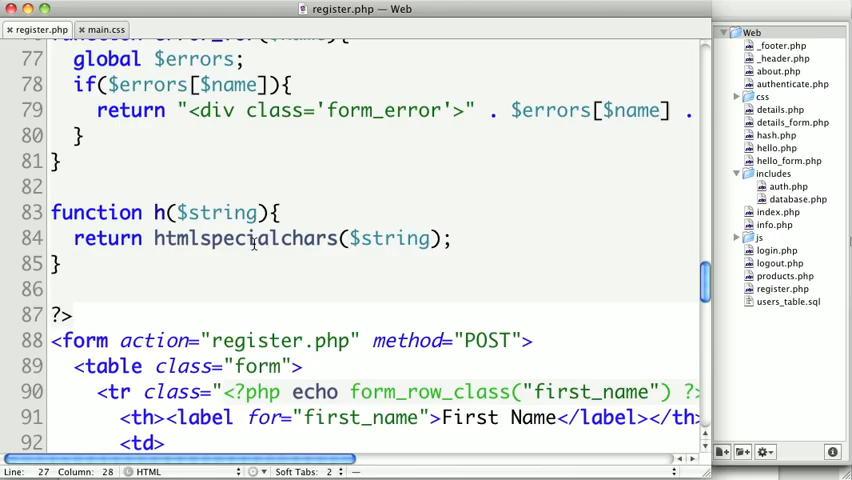 register.php — Web
register.php
main.css
77 global $errors;
78 if($errors[$name]){
79 return "<div class='form_error'>" . $errors[$name] .
80 }
81 }
82
83 function h($string){
84 return htmlspecialchars($string);
85 }
86
87 ?>
88 <form action="register.php" method="POST">
89 <table class="form">
90 <tr class="<?php echo form_row_class("first_name") ?>
91 <th><label for="first_name">First Name</label></th
92 <td>
Line: 27 Column: 28 HTML Soft Tabs: 2
Web
_footer.php
_header.php
about.php
authenticate.php
css
details.php
details_form.php
hash.php
hello.php
hello_form.php
includes
auth.php
database.php
index.php
info.php
js
login.php
logout.php
products.php
register.php
users_table.sql